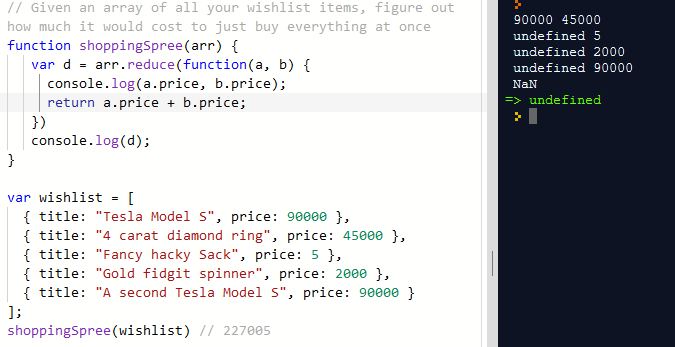 // Given an array of all your wishlist items, figure out
how much it would cost to just buy everything at once
function shoppingSpree(arr) {
var d = arr.reduce(function(a, b) {
console.log(a.price, b.price);
return a.price + b.price;
})
console.log(d);
}
var wishlist = [
{ title: "Tesla Model S", price: 90000 },
{ title: "4 carat diamond ring", price: 45000 },
{ title: "Fancy hacky Sack", price: 5 },
{ title: "Gold fidgit spinner", price: 2000 },
{ title: "A second Tesla Model S", price: 90000 }
];
shoppingSpree(wishlist) // 227005
90000 45000
undefined 5
undefined 2000
undefined 90000
NaN
=> undefined